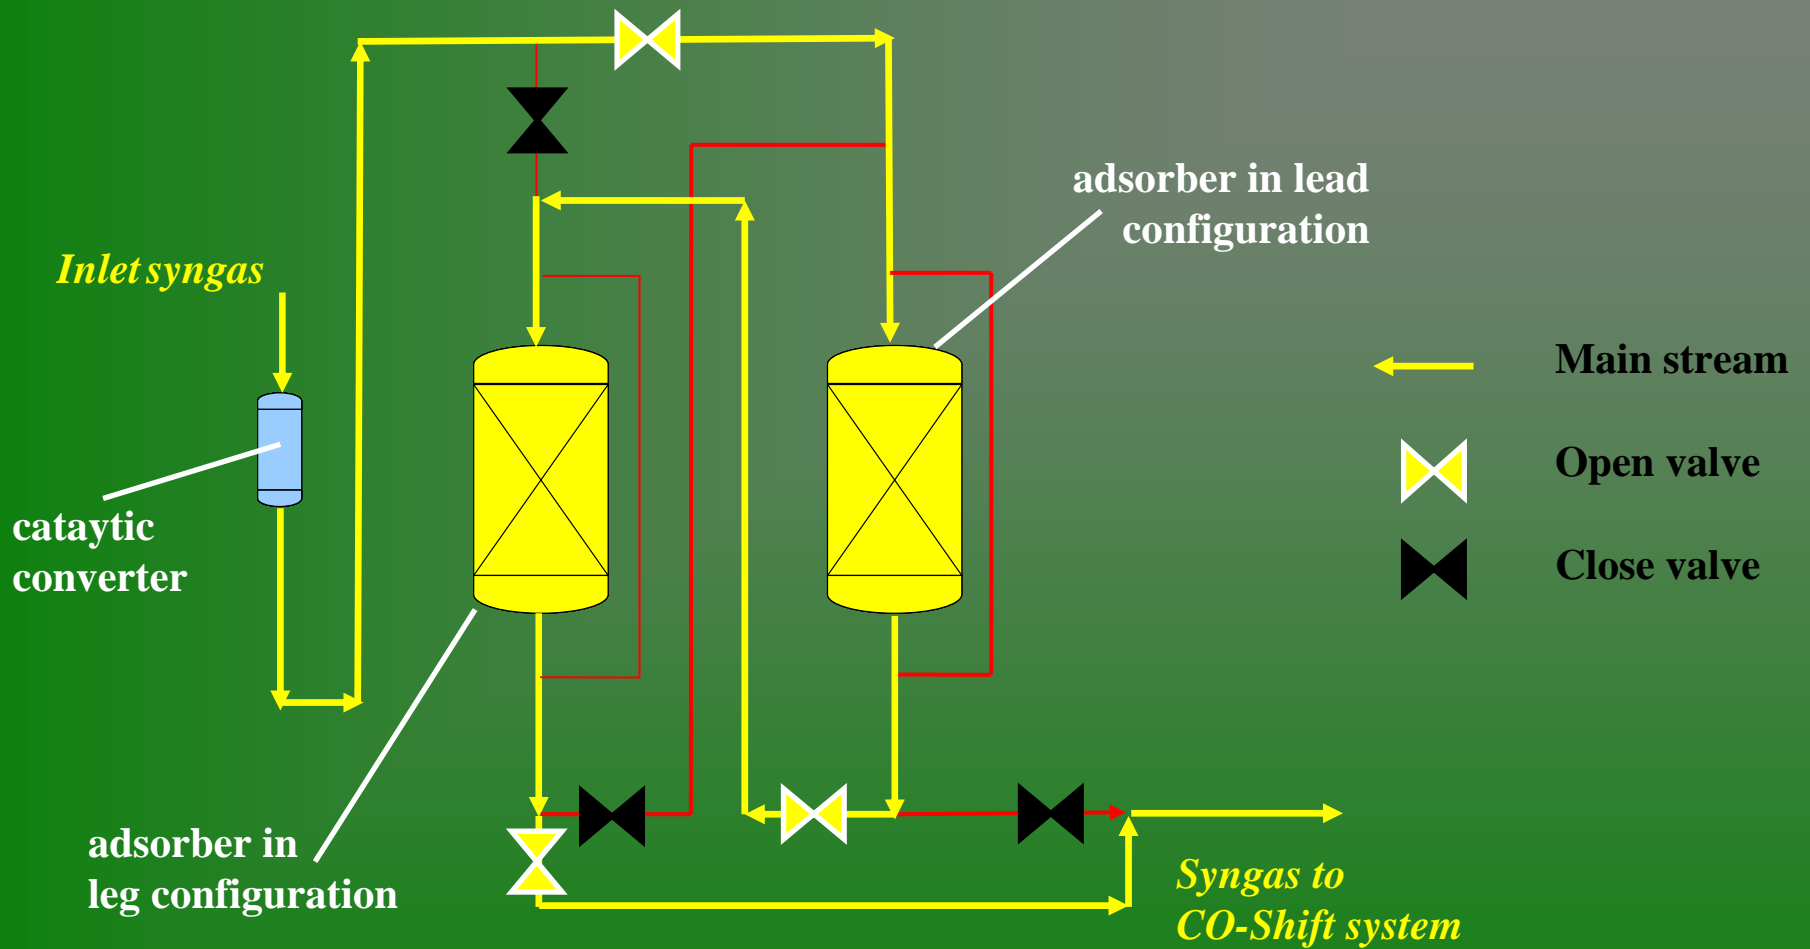 adsorber in lead
configuration
Inlet syngas
Main stream
Open valve
cataytic
converter
Close valve
adsorber in
leg configuration
Syngas to
CO-Shift system